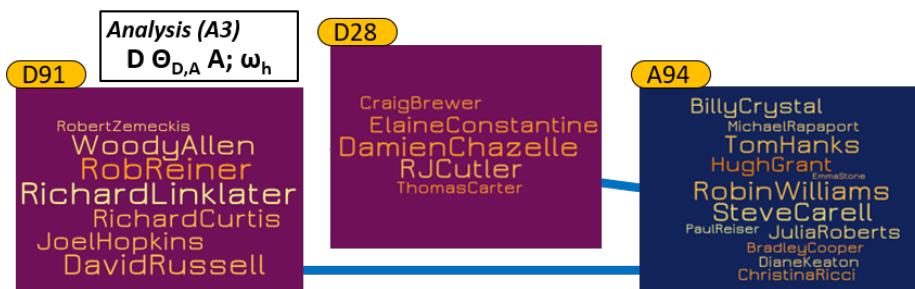 Analysis (A3)
D Θ_D,A A; ω_h
D91
RobertZemeckis
WoodyAllen
RobReiner
RichardLinklater
RichardCurtis
JoelHopkins
DavidRussell
D28
CraigBrewer
ElaineConstantine
DamienChazelle
RJCutler
ThomasCarter
A94
BillyCrystal
MichaelRapaport
TomHanks
HughGrant
EmmaStone
RobinWilliams
SteveCarell
PaulReiser JuliaRoberts
BradleyCooper
DianeKeaton
ChristinaRicci